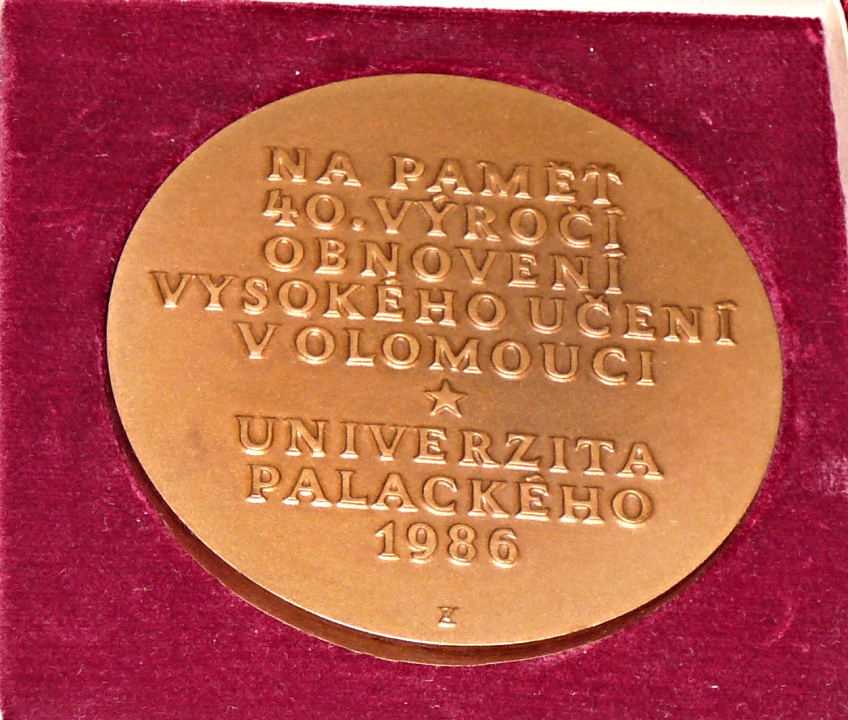 NA PAMĚŤ
40. VÝROČÍ
OBNOVENÍ
VYSOKÉHO UČENÍ
V OLOMOUCI
UNIVERZITA
PALACKÉHO
1986